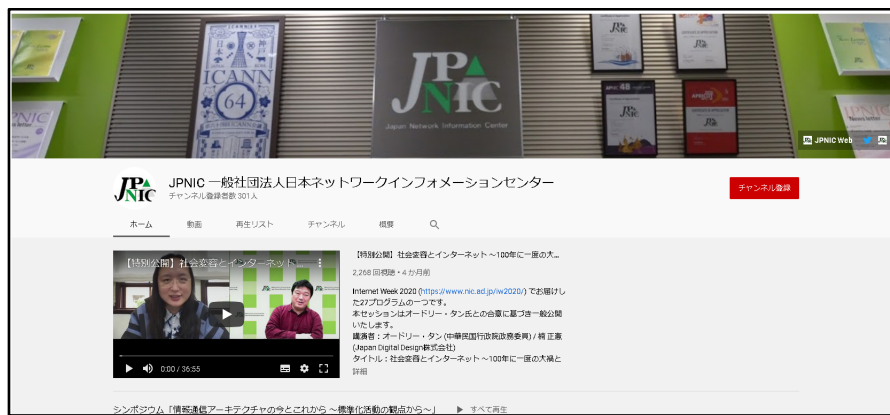 日本
神戸
ICANN
64
JPNIC
Japan Network Information Center
APNIC 48
JPNIC
JPNIC Web
JPNIC
JPNIC 一般社団法人日本ネットワークインフォメーションセンター
チャンネル登録者数 301人
チャンネル登録
ホーム 動画 再生リスト チャンネル 概要
【特別公開】社会変容とインターネット ...
0:00 / 36:55
【特別公開】社会変容とインターネット ～100年に一度の大...
2,268 回視聴・4 か月前
Internet Week 2020 (https://www.nic.ad.jp/iw2020/) でお届けし
た27プログラムの一つです。
本セッションはオードリー・タン氏との合意に基づき一般公開
いたします。
講演者：オードリー・タン (中華民国行政院政務委員) / 楠 正憲
(Japan Digital Design株式会社)
タイトル：社会変容とインターネット ～100年に一度の大禍と
詳細
シンポジウム「情報通信アーキテクチャの今とこれから ～標準化活動の観点から～」 すべて再生